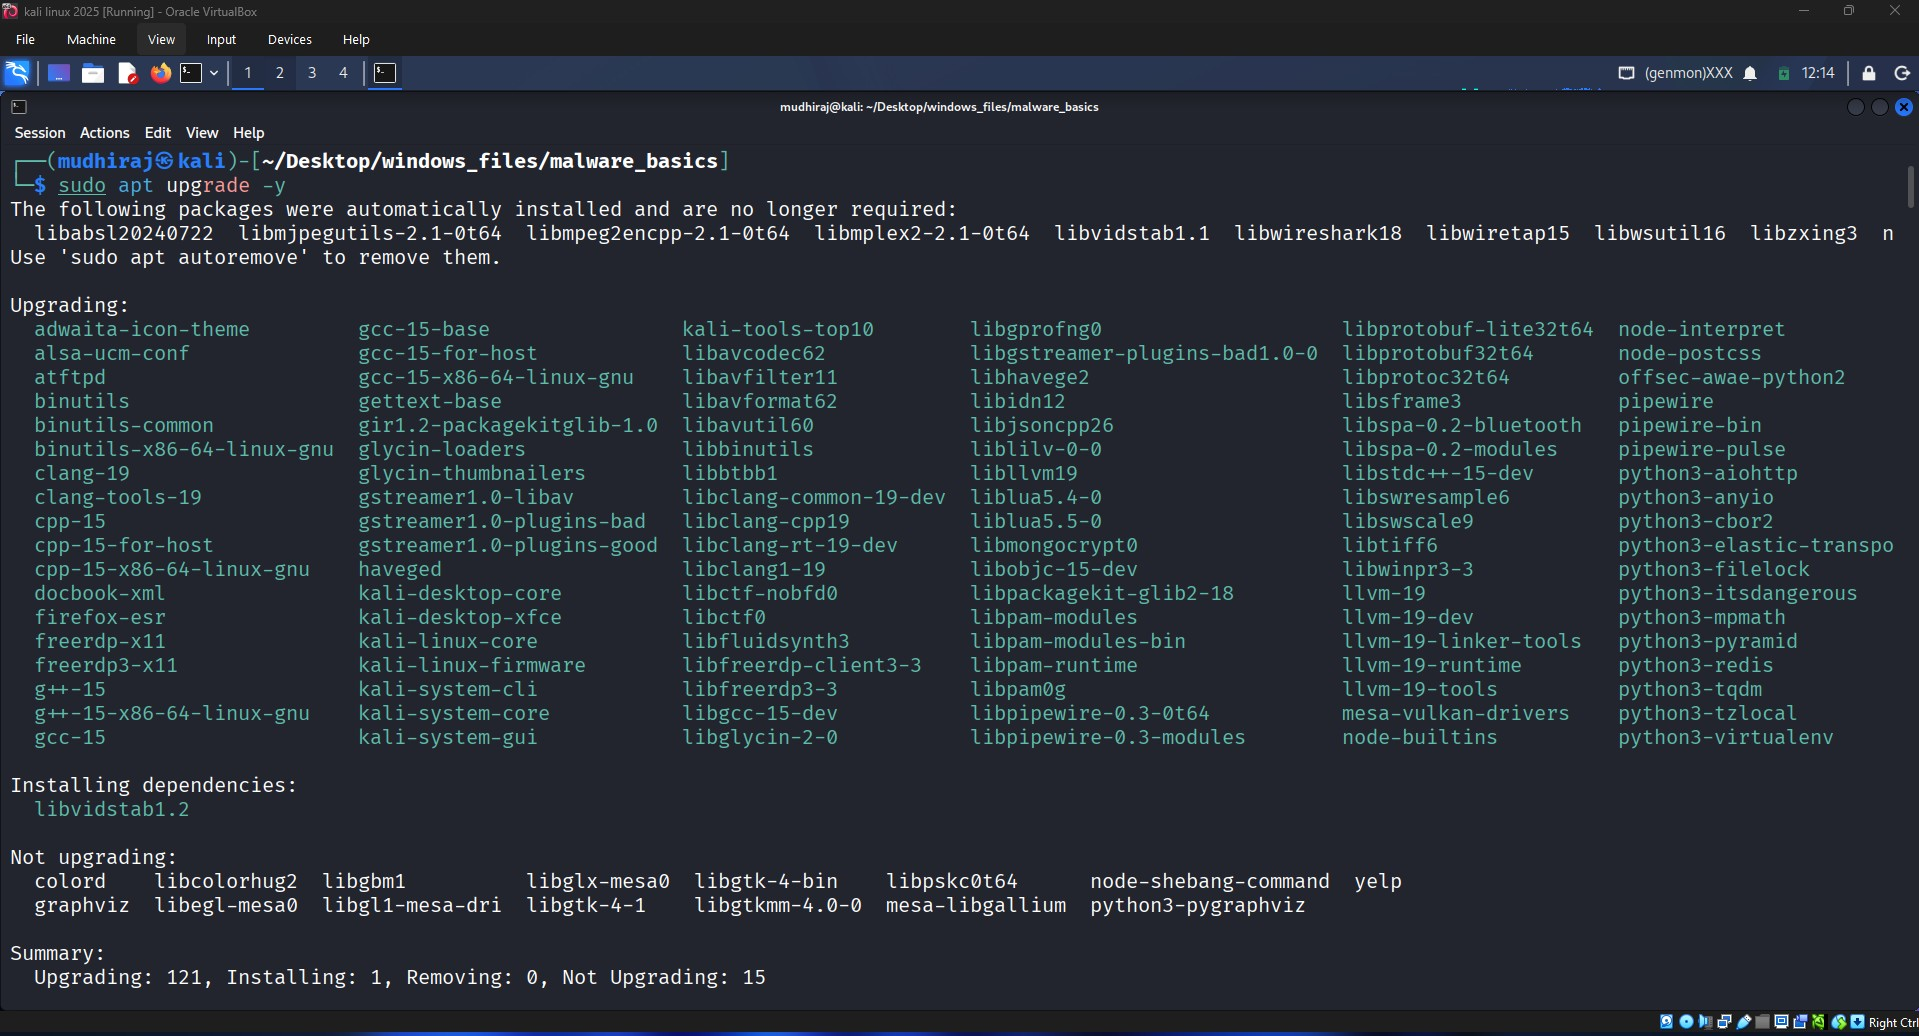 kali linux 2025 [Running] - Oracle VirtualBox
File Machine View Input Devices Help
1 2 3 4 (genmon)XXX 12:14
mudhiraj@kali: ~/Desktop/windows_files/malware_basics
Session Actions Edit View Help
┌──(mudhiraj㉿kali)-[~/Desktop/windows_files/malware_basics]
└─$ sudo apt upgrade -y
The following packages were automatically installed and are no longer required:
libabsl20240722 libmjpegutils-2.1-0t64 libmpeg2encpp-2.1-0t64 libmplex2-2.1-0t64 libvidstab1.1 libwireshark18 libwiretap15 libwsutil16 libzxing3 n
Use 'sudo apt autoremove' to remove them.
Upgrading:
adwaita-icon-theme gcc-15-base kali-tools-top10 libgprofng0 libprotobuf-lite32t64 node-interpret
alsa-ucm-conf gcc-15-for-host libavcodec62 libgstreamer-plugins-bad1.0-0 libprotobuf32t64 node-postcss
atftpd gcc-15-x86-64-linux-gnu libavfilter11 libhavege2 libprotoc32t64 offsec-awae-python2
binutils gettext-base libavformat62 libidn12 libsframe3 pipewire
binutils-common gir1.2-packagekitglib-1.0 libavutil60 libjsoncpp26 libspa-0.2-bluetooth pipewire-bin
binutils-x86-64-linux-gnu glycin-loaders libbinutils liblilv-0-0 libspa-0.2-modules pipewire-pulse
clang-19 glycin-thumbnailers libbtbb1 libllvm19 libstdc++-15-dev python3-aiohttp
clang-tools-19 gstreamer1.0-libav libclang-common-19-dev liblua5.4-0 libswresample6 python3-anyio
cpp-15 gstreamer1.0-plugins-bad libclang-cpp19 liblua5.5-0 libswscale9 python3-cbor2
cpp-15-for-host gstreamer1.0-plugins-good libclang-rt-19-dev libmongocrypt0 libtiff6 python3-elastic-transpo
cpp-15-x86-64-linux-gnu haveged libclang1-19 libobjc-15-dev libwinpr3-3 python3-filelock
docbook-xml kali-desktop-core libctf-nobfd0 libpackagekit-glib2-18 llvm-19 python3-itsdangerous
firefox-esr kali-desktop-xfce libctf0 libpam-modules llvm-19-dev python3-mpmath
freerdp-x11 kali-linux-core libfluidsynth3 libpam-modules-bin llvm-19-linker-tools python3-pyramid
freerdp3-x11 kali-linux-firmware libfreerdp-client3-3 libpam-runtime llvm-19-runtime python3-redis
g++-15 kali-system-cli libfreerdp3-3 libpam0g llvm-19-tools python3-tqdm
g++-15-x86-64-linux-gnu kali-system-core libgcc-15-dev libpipewire-0.3-0t64 mesa-vulkan-drivers python3-tzlocal
gcc-15 kali-system-gui libglycin-2-0 libpipewire-0.3-modules node-builtins python3-virtualenv
Installing dependencies:
libvidstab1.2
Not upgrading:
colord libcolorhug2 libgbm1 libglx-mesa0 libgtk-4-bin libpskc0t64 node-shebang-command yelp
graphviz libegl-mesa0 libgl1-mesa-dri libgtk-4-1 libgtkmm-4.0-0 mesa-libgallium python3-pygraphviz
Summary:
Upgrading: 121, Installing: 1, Removing: 0, Not Upgrading: 15
Right Ctrl